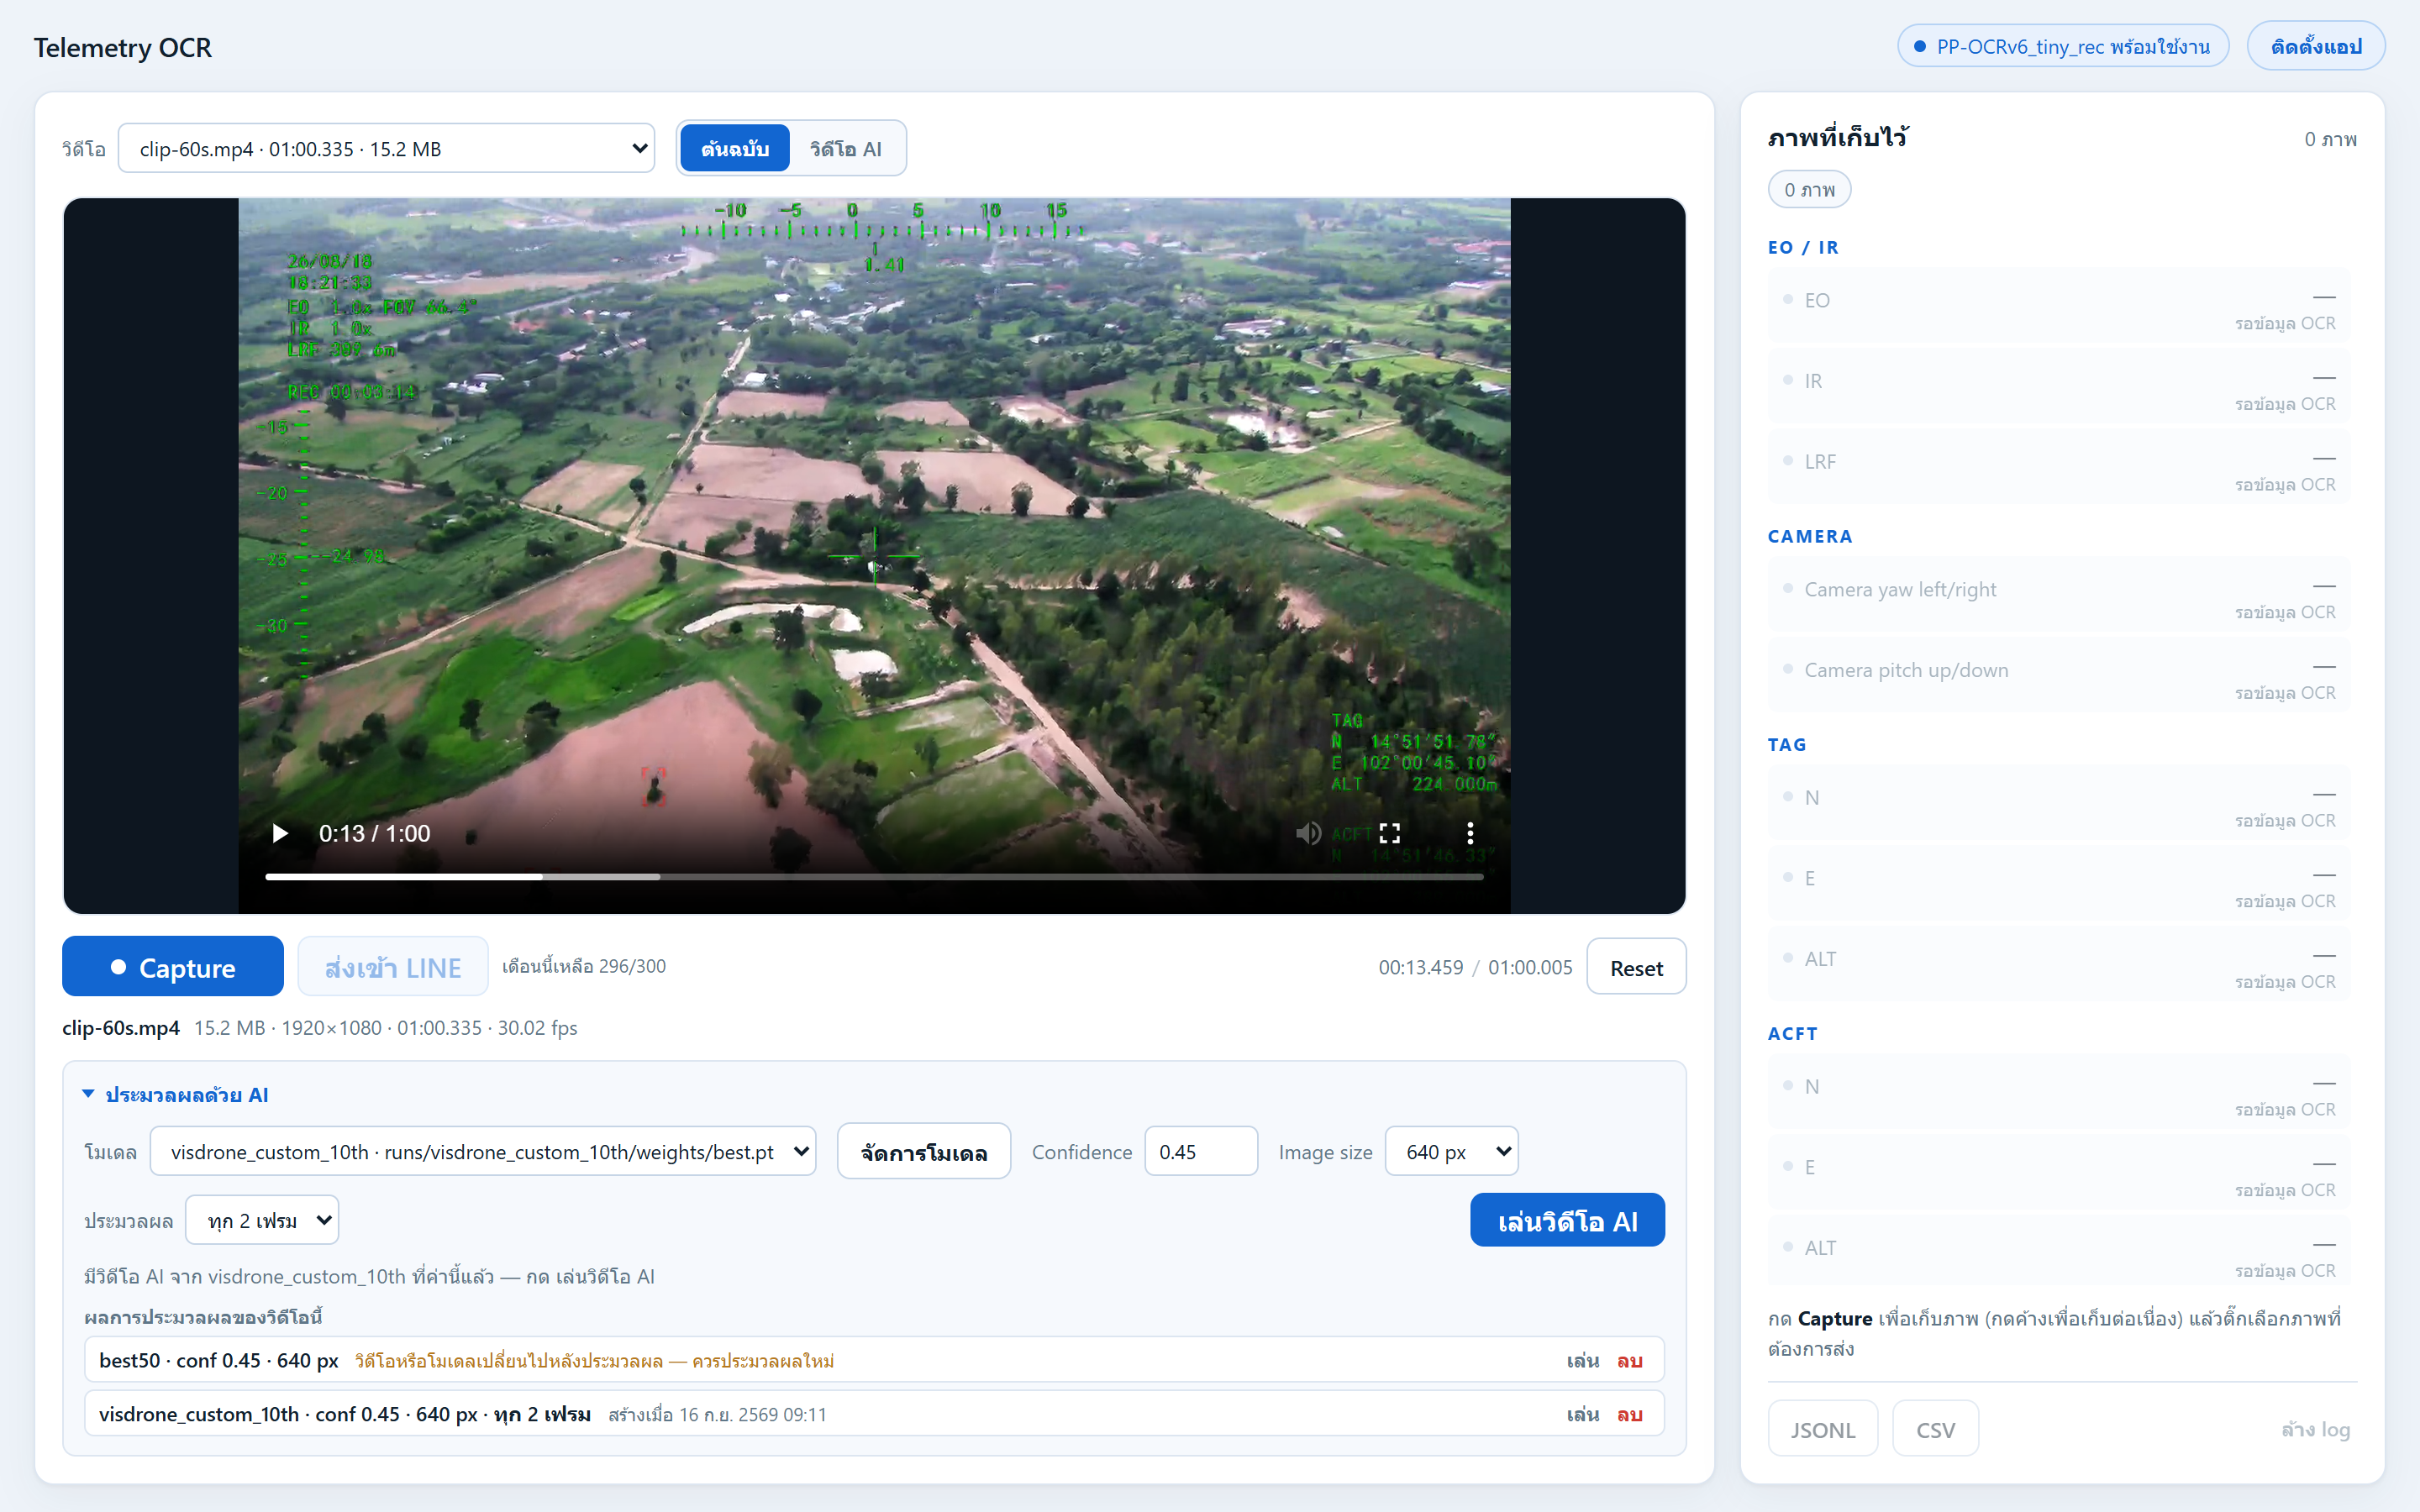 Telemetry OCR
PP-OCRv6_tiny_rec พร้อมใช้งาน
ติดตั้งแอป
วิดีโอ
clip-60s.mp4 · 01:00.335 · 15.2 MB
ต้นฉบับ
วิดีโอ AI
-10 -5 0 5 10 15
1.41
26/08/18
18:21:33
EO 1.0x FOV 66.4°
IR 1.0x
LRF
REC 00:03:14
-15
-20
-25 -24.98
-30
TAG
N 14°51'51.78"
E 102°00'45.10"
ALT 224.000m
ACFT
N 14°51'46.33"
0:13 / 1:00
Capture
ส่งเข้า LINE
เดือนนี้เหลือ 296/300
00:13.459 / 01:00.005
Reset
clip-60s.mp4 15.2 MB · 1920×1080 · 01:00.335 · 30.02 fps
ประมวลผลด้วย AI
โมเดล
visdrone_custom_10th · runs/visdrone_custom_10th/weights/best.pt
จัดการโมเดล
Confidence
0.45
Image size
640 px
ประมวลผล
ทุก 2 เฟรม
เล่นวิดีโอ AI
มีวิดีโอ AI จาก visdrone_custom_10th ที่ค่านี้แล้ว — กด เล่นวิดีโอ AI
ผลการประมวลผลของวิดีโอนี้
best50 · conf 0.45 · 640 px วิดีโอหรือโมเดลเปลี่ยนไปหลังประมวลผล — ควรประมวลผลใหม่ เล่น ลบ
visdrone_custom_10th · conf 0.45 · 640 px · ทุก 2 เฟรม สร้างเมื่อ 16 ก.ย. 2569 09:11 เล่น ลบ
ภาพที่เก็บไว้
0 ภาพ
0 ภาพ
EO / IR
EO —
รอข้อมูล OCR
IR —
รอข้อมูล OCR
LRF —
รอข้อมูล OCR
CAMERA
Camera yaw left/right —
รอข้อมูล OCR
Camera pitch up/down —
รอข้อมูล OCR
TAG
N —
รอข้อมูล OCR
E —
รอข้อมูล OCR
ALT —
รอข้อมูล OCR
ACFT
N —
รอข้อมูล OCR
E —
รอข้อมูล OCR
ALT —
รอข้อมูล OCR
กด Capture เพื่อเก็บภาพ (กดค้างเพื่อเก็บต่อเนื่อง) แล้วติ๊กเลือกภาพที่
ต้องการส่ง
JSONL
CSV
ล้าง log